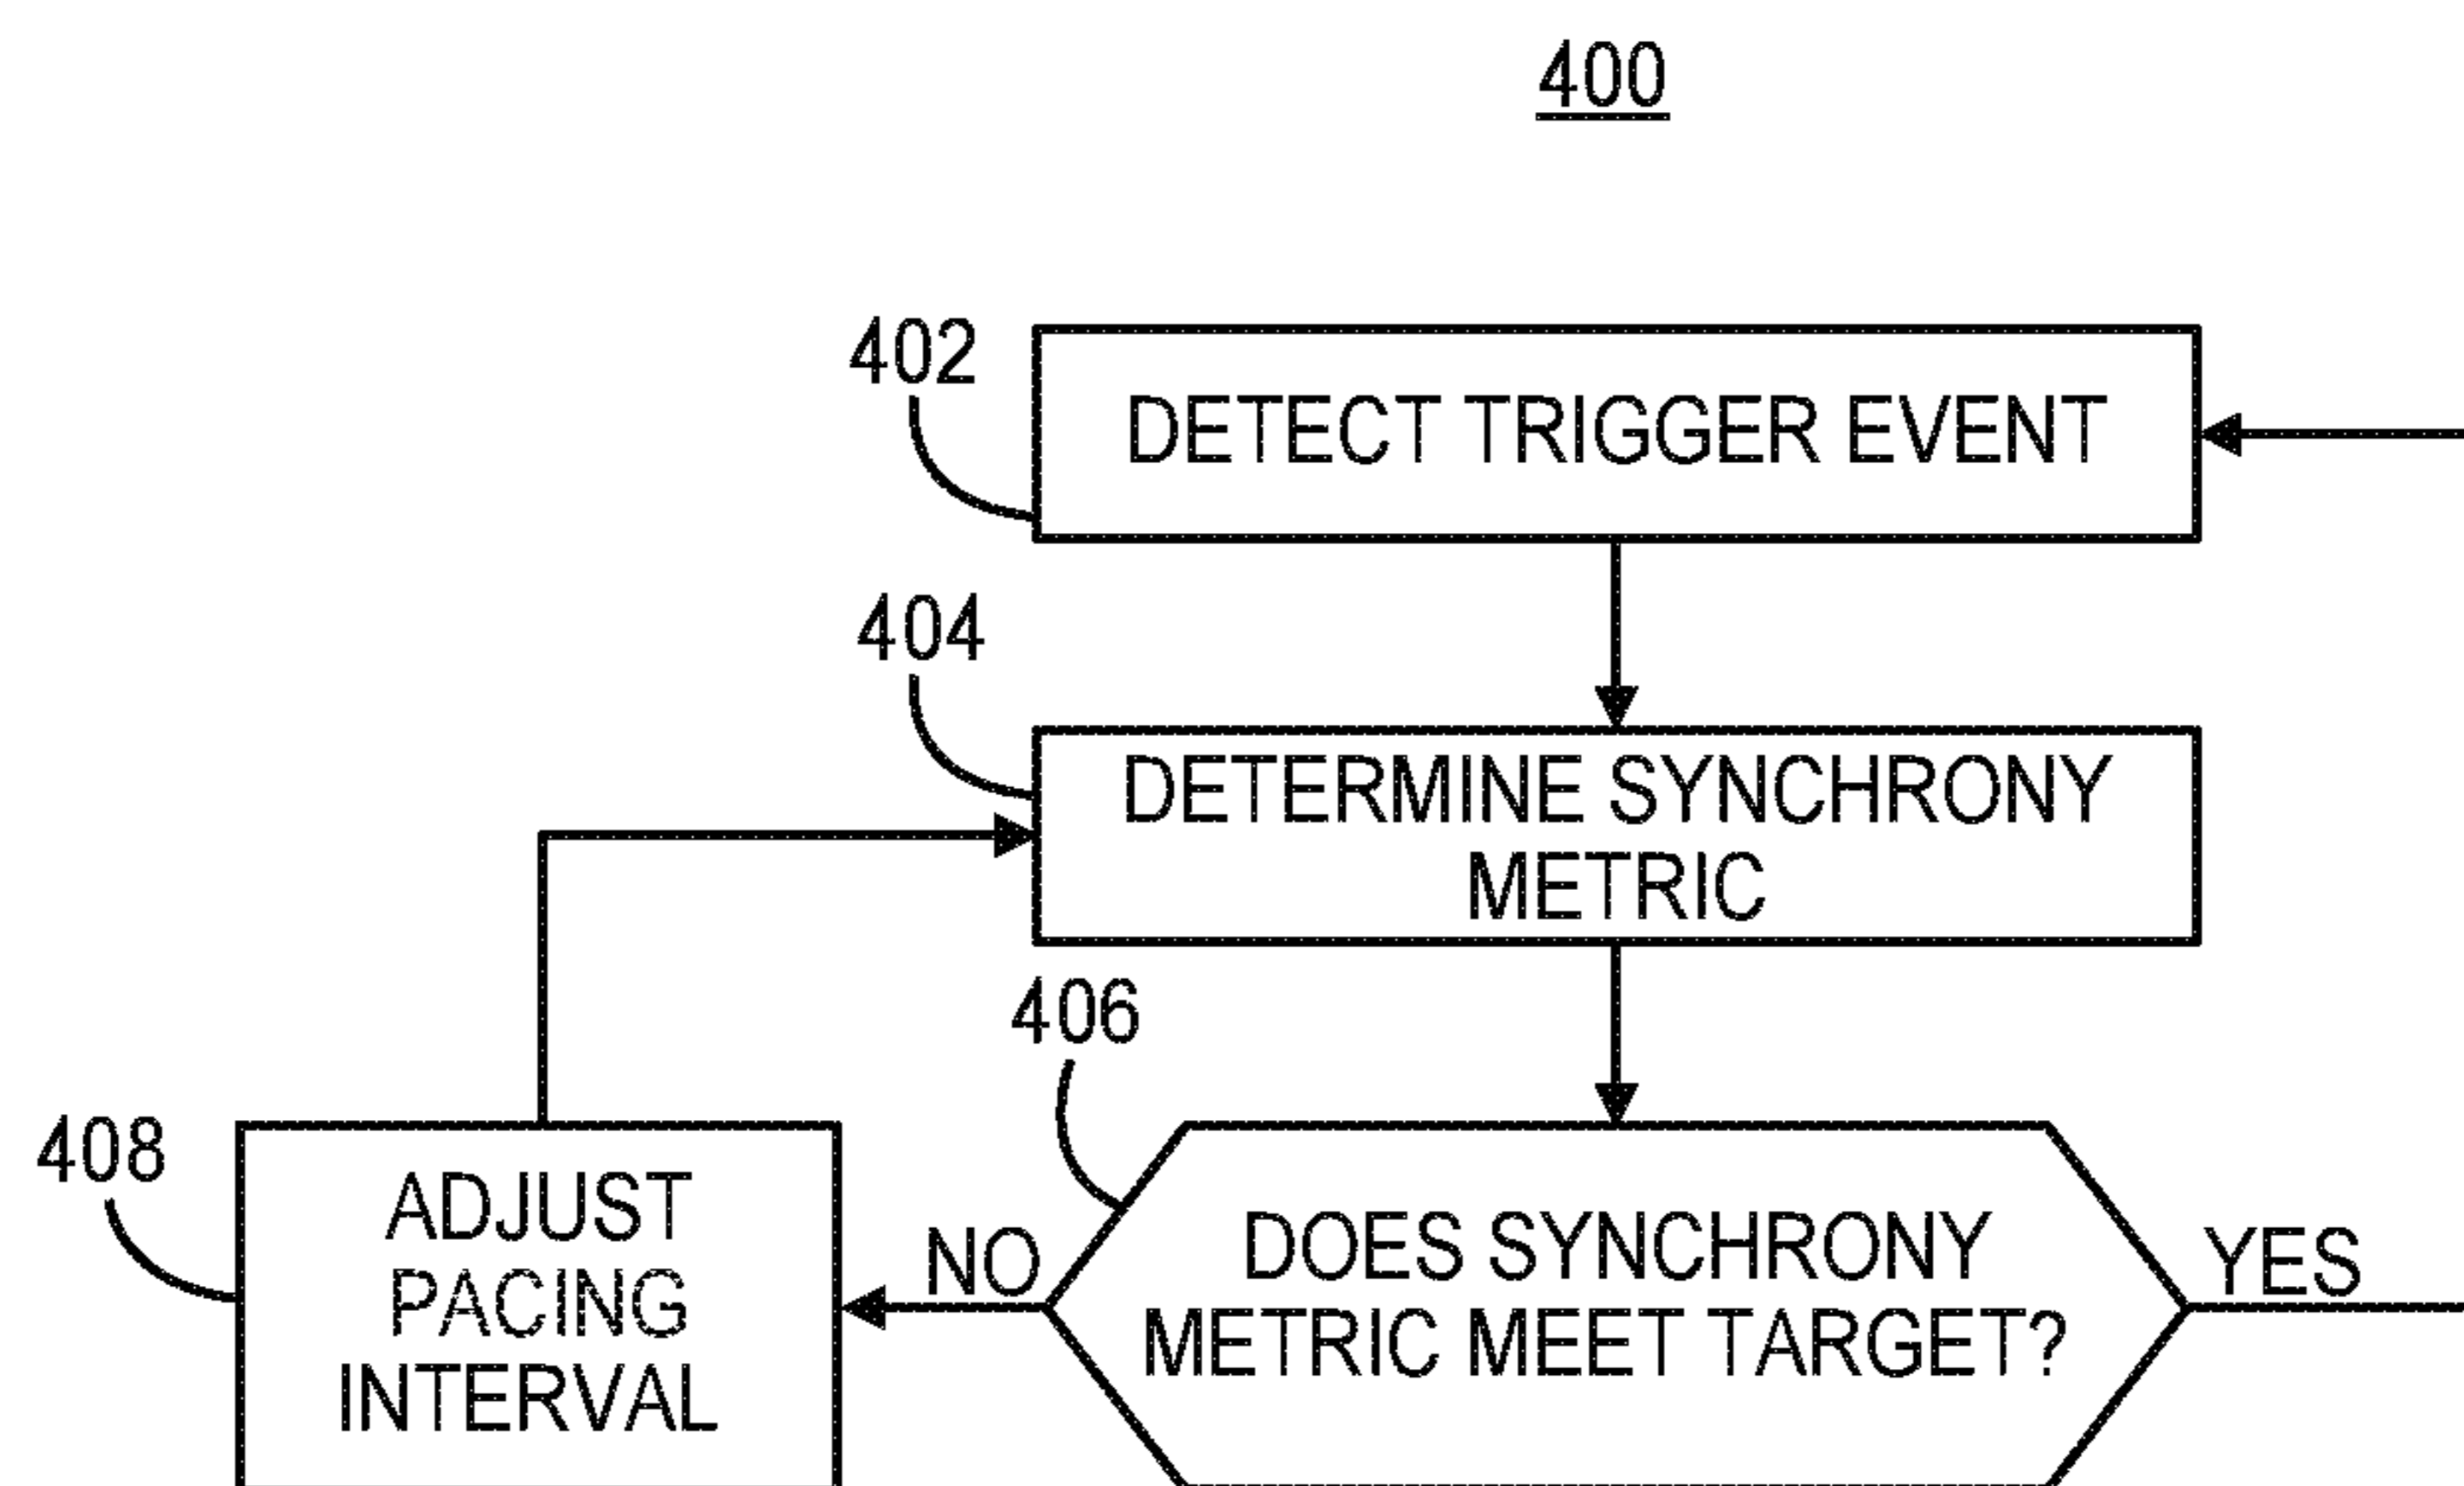 400
402
DETECT TRIGGER EVENT
404
DETERMINE SYNCHRONY
METRIC
406
408
ADJUST
PACING
INTERVAL
NO
DOES SYNCHRONY
METRIC MEET TARGET?
YES